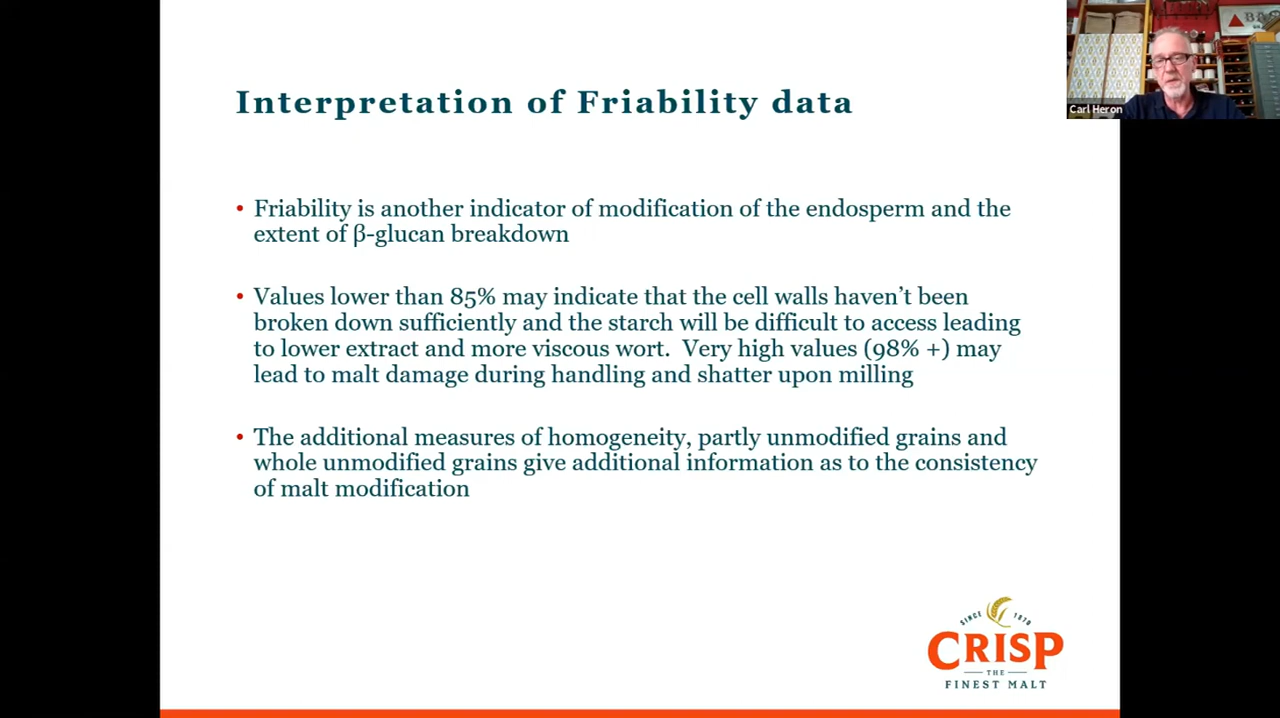 Interpretation of Friability data
• Friability is another indicator of modification of the endosperm and the
extent of β-glucan breakdown
• Values lower than 85% may indicate that the cell walls haven't been
broken down sufficiently and the starch will be difficult to access leading
to lower extract and more viscous wort. Very high values (98% +) may
lead to malt damage during handling and shatter upon milling
• The additional measures of homogeneity, partly unmodified grains and
whole unmodified grains give additional information as to the consistency
of malt modification
Carl Heron
SINCE 1870
CRISP
THE
FINEST MALT